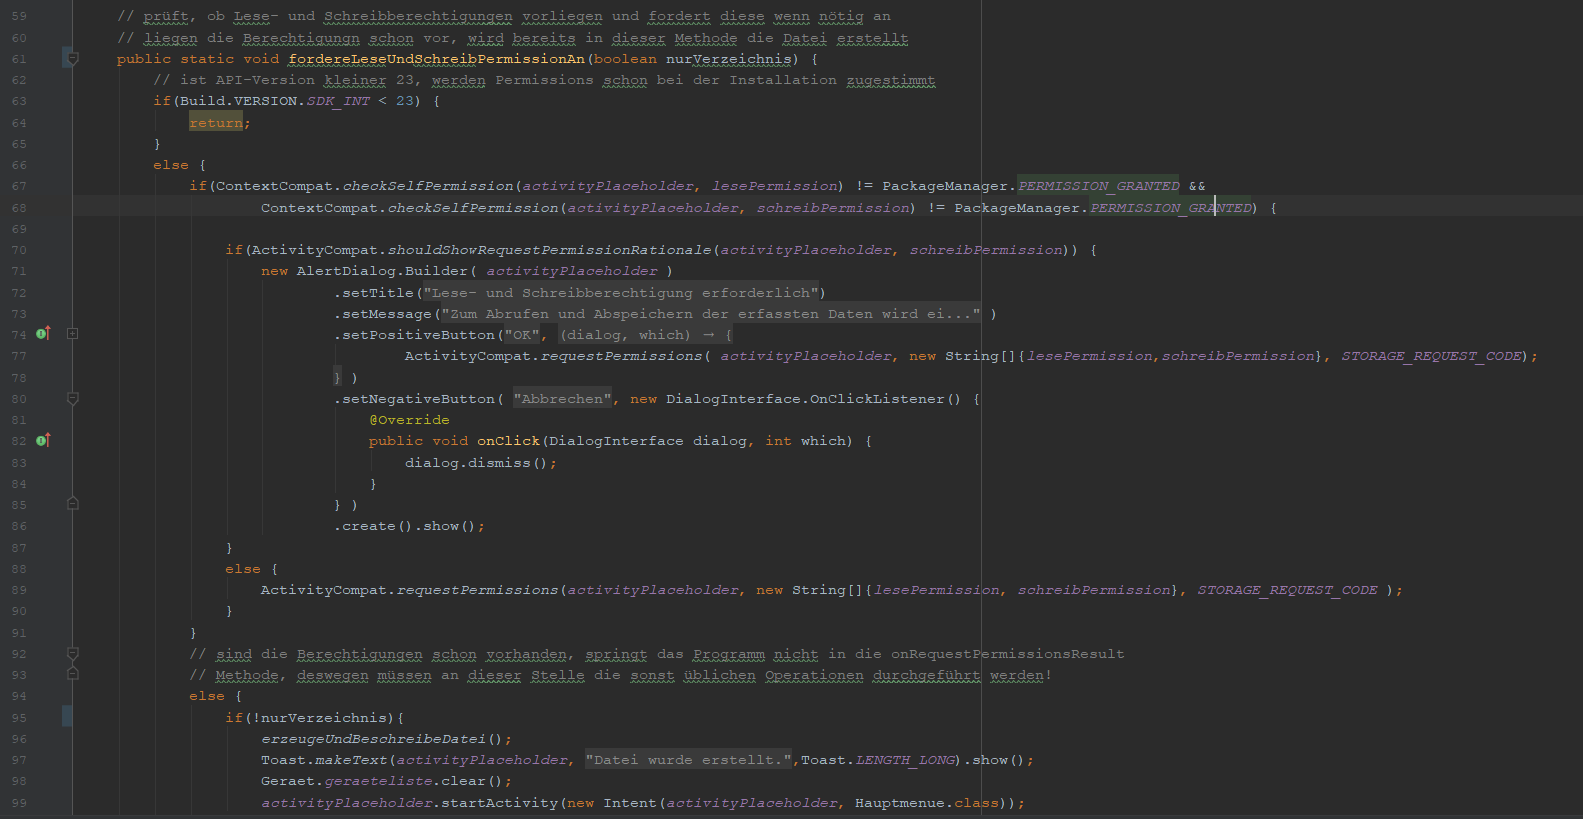 59 // prüft, ob Lese- und Schreibberechtigungen vorliegen und fordert diese wenn nötig an
60 // liegen die Berechtigungn schon vor, wird bereits in dieser Methode die Datei erstellt
61 public static void fordereLeseUndSchreibPermissionAn(boolean nurVerzeichnis) {
62 // ist API-Version kleiner 23, werden Permissions schon bei der Installation zugestimmt
63 if(Build.VERSION.SDK_INT < 23) {
64 return;
65 }
66 else {
67 if(ContextCompat.checkSelfPermission(activityPlaceholder, lesePermission) != PackageManager.PERMISSION_GRANTED &&
68 ContextCompat.checkSelfPermission(activityPlaceholder, schreibPermission) != PackageManager.PERMISSION_GRANTED) {
69
70 if(ActivityCompat.shouldShowRequestPermissionRationale(activityPlaceholder, schreibPermission)) {
71 new AlertDialog.Builder( activityPlaceholder )
72 .setTitle("Lese- und Schreibberechtigung erforderlich")
73 .setMessage("Zum Abrufen und Abspeichern der erfassten Daten wird ei..." )
74 .setPositiveButton("OK", (dialog, which) → {
77 ActivityCompat.requestPermissions( activityPlaceholder, new String[]{lesePermission,schreibPermission}, STORAGE_REQUEST_CODE);
78 } )
80 .setNegativeButton( "Abbrechen", new DialogInterface.OnClickListener() {
81 @Override
82 public void onClick(DialogInterface dialog, int which) {
83 dialog.dismiss();
84 }
85 } )
86 .create().show();
87 }
88 else {
89 ActivityCompat.requestPermissions(activityPlaceholder, new String[]{lesePermission, schreibPermission}, STORAGE_REQUEST_CODE );
90 }
91 }
92 // sind die Berechtigungen schon vorhanden, springt das Programm nicht in die onRequestPermissionsResult
93 // Methode, deswegen müssen an dieser Stelle die sonst üblichen Operationen durchgeführt werden!
94 else {
95 if(!nurVerzeichnis){
96 erzeugeUndBeschreibeDatei();
97 Toast.makeText(activityPlaceholder, "Datei wurde erstellt.",Toast.LENGTH_LONG).show();
98 Geraet.geraeteliste.clear();
99 activityPlaceholder.startActivity(new Intent(activityPlaceholder, Hauptmenue.class));